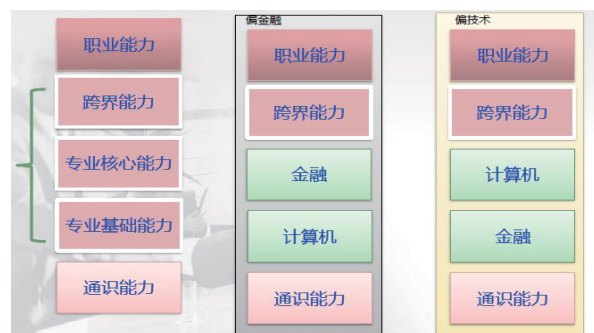 职业能力
跨界能力
专业核心能力
专业基础能力
通识能力
偏金融
职业能力
跨界能力
金融
计算机
通识能力
偏技术
职业能力
跨界能力
计算机
金融
通识能力